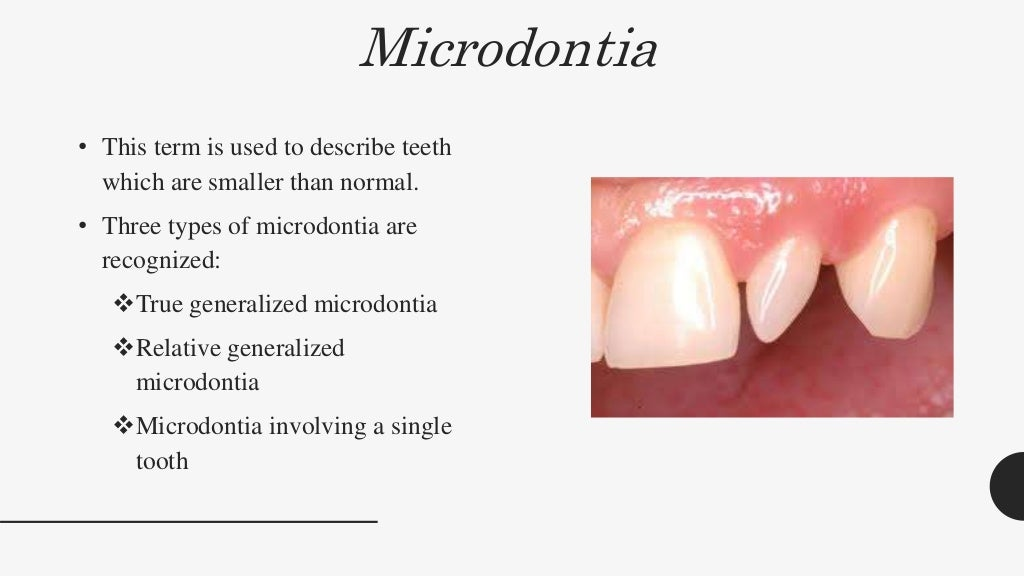 Microdontia
• This term is used to describe teeth
which are smaller than normal.
• Three types of microdontia are
recognized:
❖True generalized microdontia
❖Relative generalized
microdontia
❖Microdontia involving a single
tooth